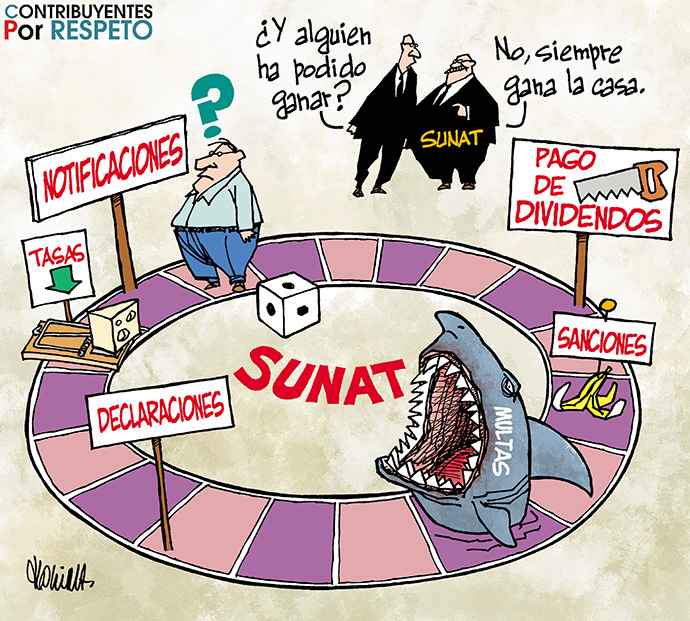 CONTRIBUYENTES
Por RESPETO
¿Y alguien
ha podido
ganar?
No, siempre
gana la casa.
SUNAT
?
NOTIFICACIONES
PAGO
DE
DIVIDENDOS
TASAS
SANCIONES
SUNAT
DECLARACIONES
MULTAS